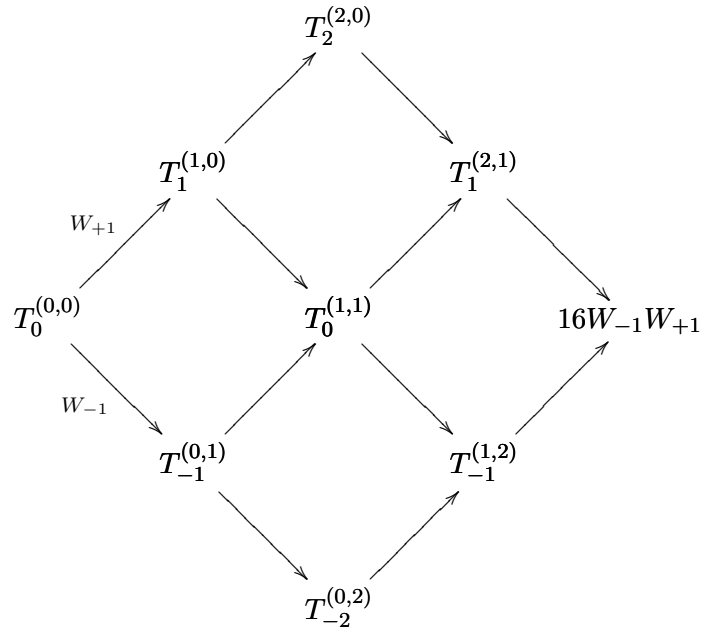 T_2^{(2,0)}
T_1^{(1,0)} T_1^{(2,1)}
W_{+1}
T_0^{(0,0)} T_0^{(1,1)} 16W_{-1}W_{+1}
W_{-1}
T_{-1}^{(0,1)} T_{-1}^{(1,2)}
T_{-2}^{(0,2)}